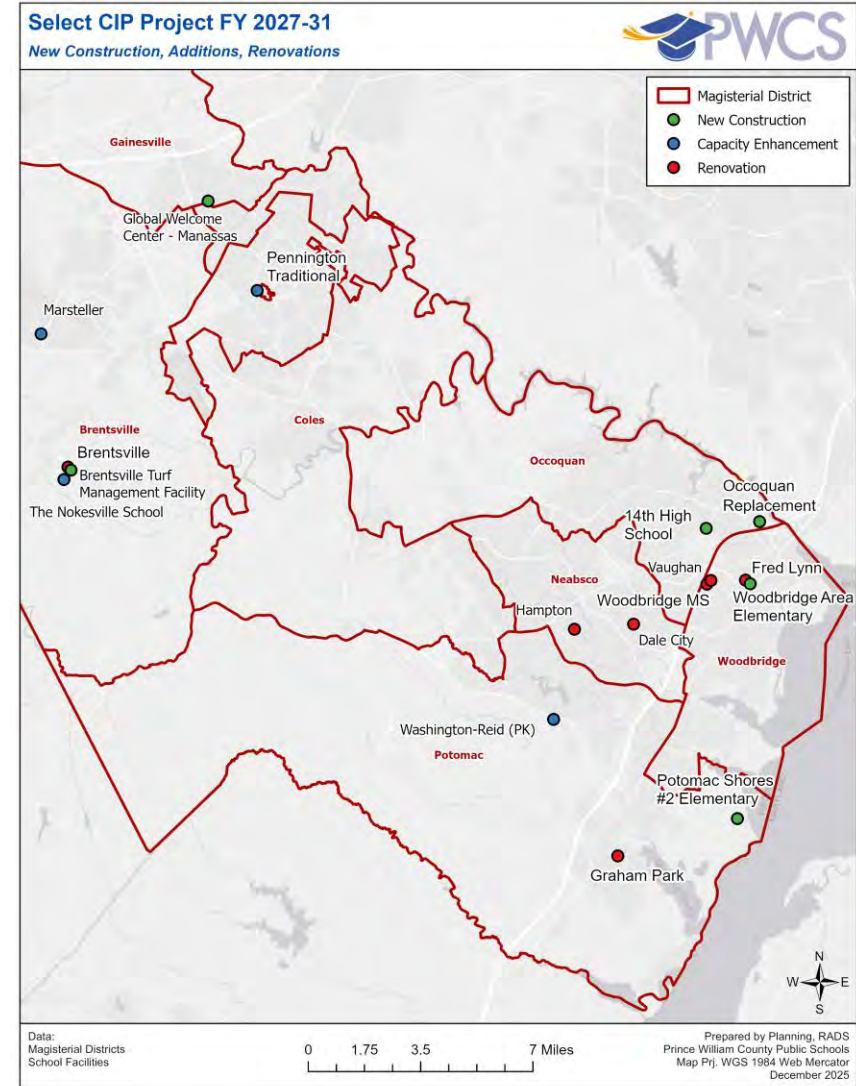 Select CIP Project FY 2027-31
New Construction, Additions, Renovations
PWCS
Magisterial District
New Construction
Capacity Enhancement
Renovation
Gainesville
Global Welcome
Center - Manassas
Pennington
Traditional
Marsteller
Brentsville
Brentsville
Brentsville Turf
Management Facility
The Nokesville School
Coles
Occoquan
Occoquan
Replacement
14th High
School
Vaughan
Fred Lynn
Neabsco
Woodbridge MS
Woodbridge Area
Elementary
Hampton
Dale City
Woodbridge
Washington-Reid (PK)
Potomac
Potomac Shores
#2 Elementary
Graham Park
N
W
E
S
Data:
Magisterial Districts
School Facilities
0 1.75 3.5 7 Miles
Prepared by Planning, RADS
Prince William County Public Schools
Map Prj. WGS 1984 Web Mercator
December 2025